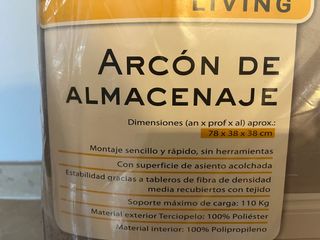 LIVING
ARCÓN DE
ALMACENAJE
Dimensiones (an x prof x al) aprox.:
78 x 38 x 38 cm
Montaje sencillo y rápido, sin herramientas
Con superficie de asiento acolchada
Estabilidad gracias a tableros de fibra de densidad
media recubiertos con tejido
Soporte máximo de carga: 110 Kg
Material exterior Terciopelo: 100% Poliéster
Material interior: 100% Polipropileno